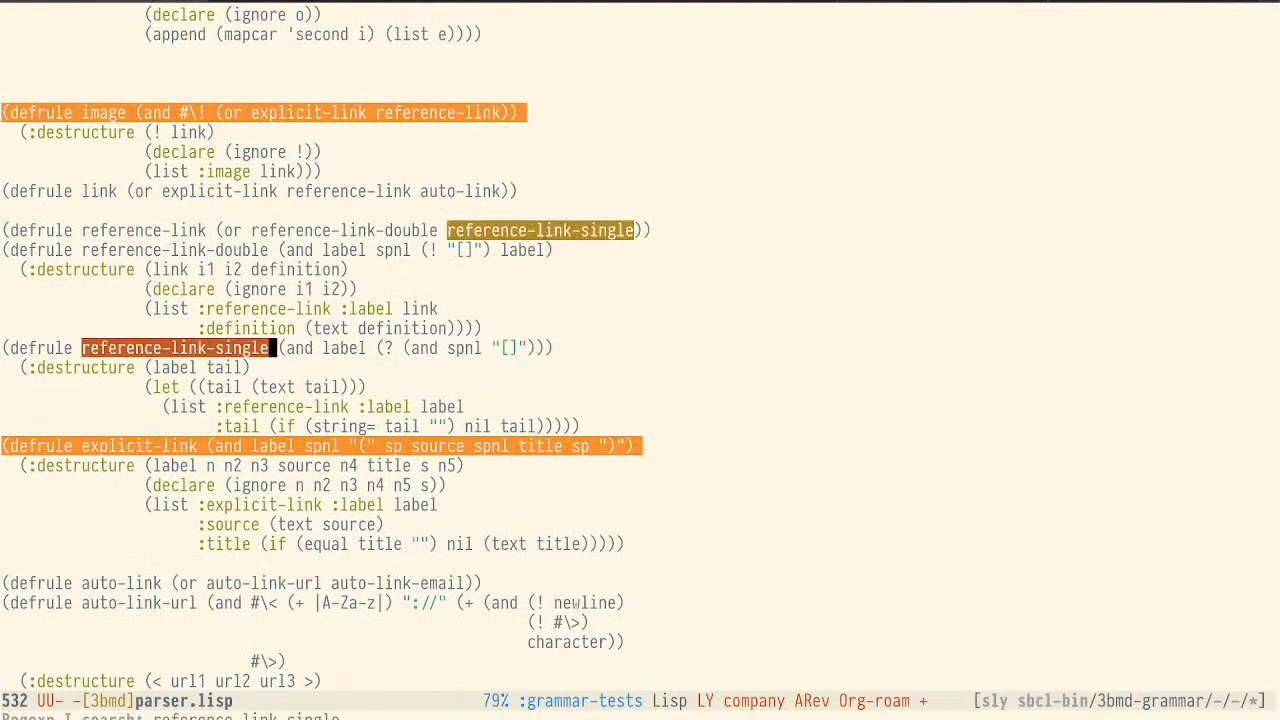 (declare (ignore o))
(append (mapcar 'second i) (list e))))
(defrule image (and #\! (or explicit-link reference-link))
(:destructure (! link)
(declare (ignore !))
(list :image link)))
(defrule link (or explicit-link reference-link auto-link))
(defrule reference-link (or reference-link-double reference-link-single))
(defrule reference-link-double (and label spnl (! "[]") label)
(:destructure (link i1 i2 definition)
(declare (ignore i1 i2))
(list :reference-link :label link
:definition (text definition))))
(defrule reference-link-single (and label (? (and spnl "[]")))
(:destructure (label tail)
(let ((tail (text tail)))
(list :reference-link :label label
:tail (if (string= tail "") nil tail)))))
(defrule explicit-link (and label spnl "(" sp source spnl title sp ")")
(:destructure (label n n2 n3 source n4 title s n5)
(declare (ignore n n2 n3 n4 n5 s))
(list :explicit-link :label label
:source (text source)
:title (if (equal title "") nil (text title)))))
(defrule auto-link (or auto-link-url auto-link-email))
(defrule auto-link-url (and #\< (+ |A-Za-z|) "://" (+ (and (! newline)
(! #\>)
character))
#\>)
(:destructure (< url1 url2 url3 >)
532 UU- -[3bmd]parser.lisp 79% :grammar-tests Lisp LY company ARev Org-roam + [sly sbcl-bin/3bmd-grammar/-/-/*]
Regexp I-search: reference-link-single